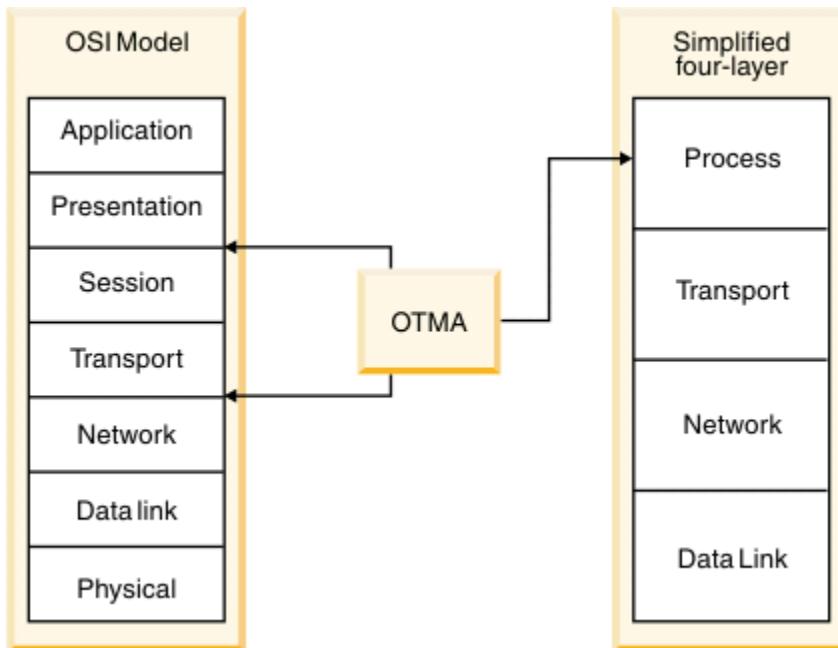 OSI Model
Application
Presentation
Session
Transport
Network
Data link
Physical
OTMA
Simplified
four-layer
Process
Transport
Network
Data Link